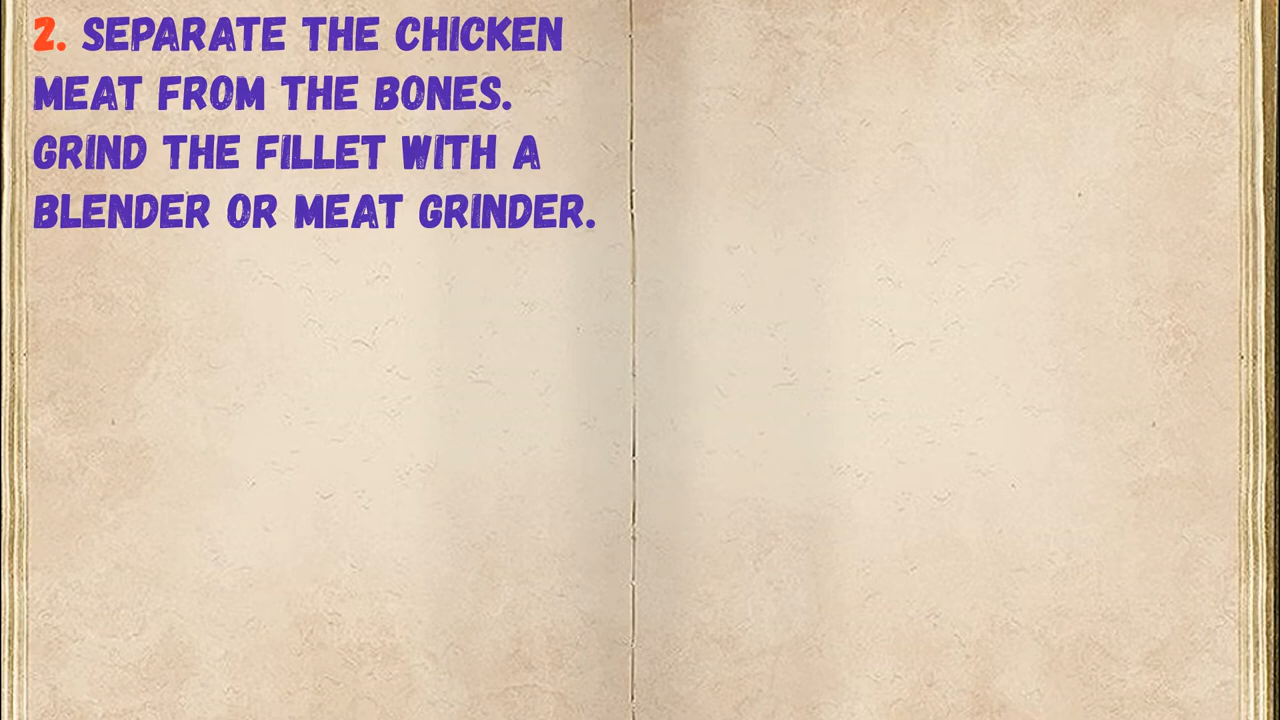 2. SEPARATE THE CHICKEN
MEAT FROM THE BONES.
GRIND THE FILLET WITH A
BLENDER OR MEAT GRINDER.